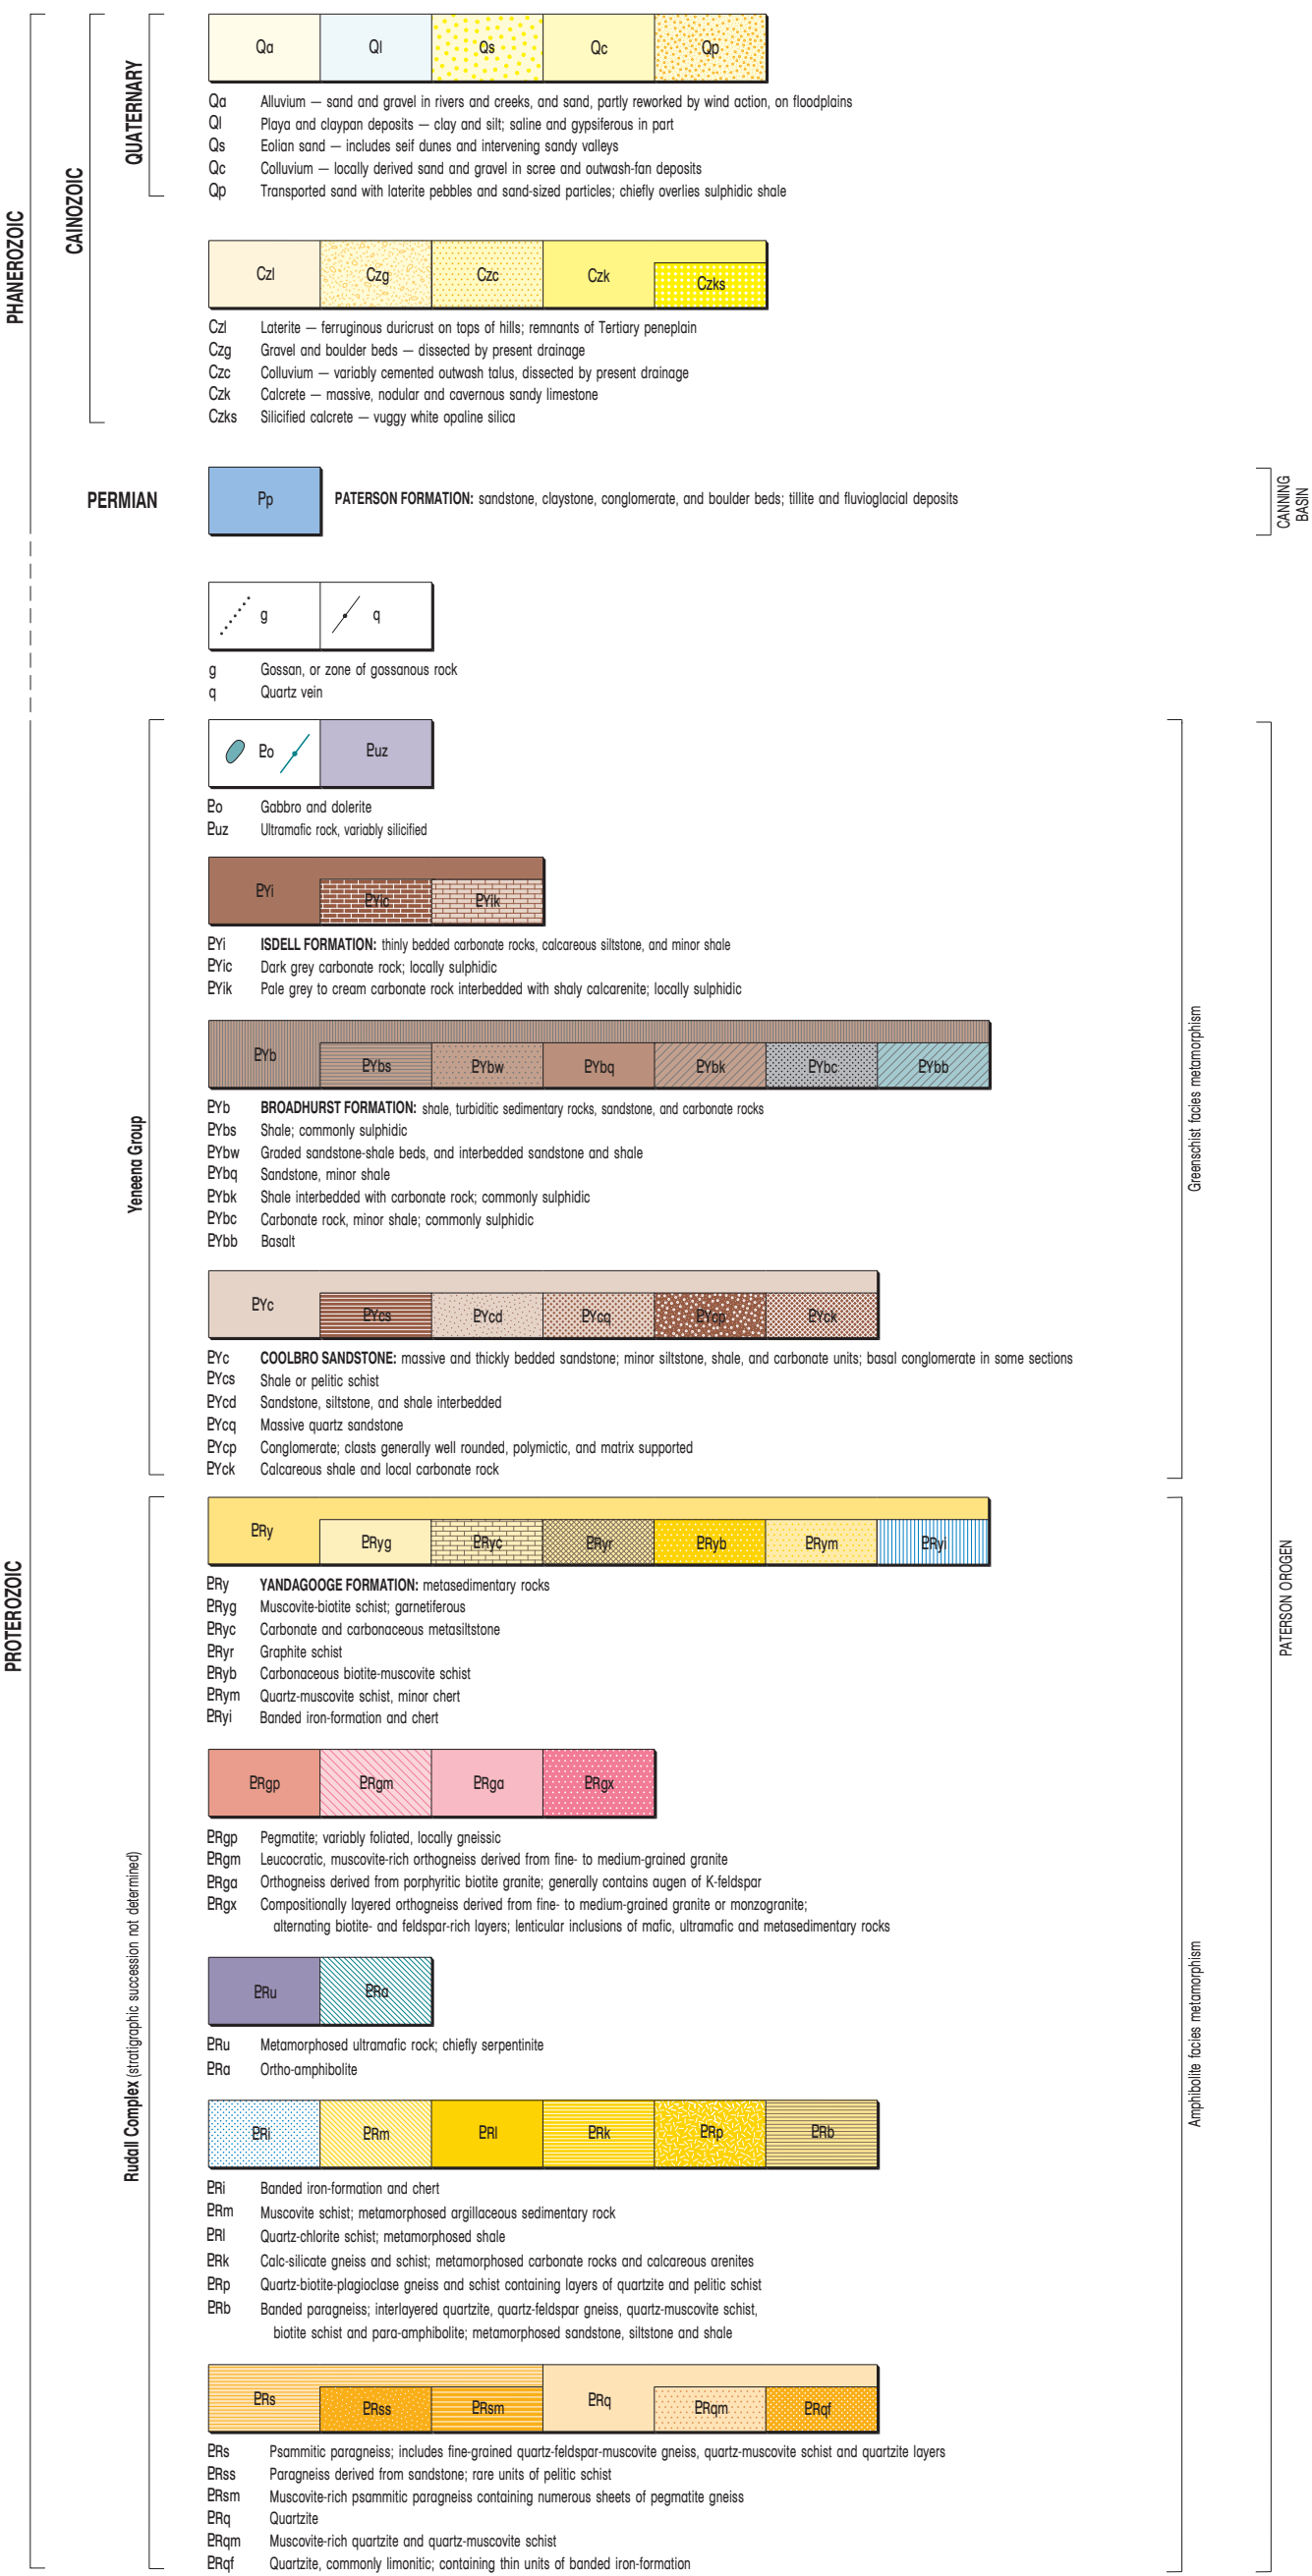 PHANEROZOIC
CAINOZOIC
QUATERNARY
Qa Ql Qs Qc Qp
Qa Alluvium — sand and gravel in rivers and creeks, and sand, partly reworked by wind action, on floodplains
Ql Playa and claypan deposits — clay and silt; saline and gypsiferous in part
Qs Eolian sand — includes seif dunes and intervening sandy valleys
Qc Colluvium — locally derived sand and gravel in scree and outwash-fan deposits
Qp Transported sand with laterite pebbles and sand-sized particles; chiefly overlies sulphidic shale
Czl Czg Czc Czk Czks
Czl Laterite — ferruginous duricrust on tops of hills; remnants of Tertiary peneplain
Czg Gravel and boulder beds — dissected by present drainage
Czc Colluvium — variably cemented outwash talus, dissected by present drainage
Czk Calcrete — massive, nodular and cavernous sandy limestone
Czks Silicified calcrete — vuggy white opaline silica
PERMIAN
Pp PATERSON FORMATION: sandstone, claystone, conglomerate, and boulder beds; tillite and fluvioglacial deposits
CANNING
BASIN
g q
g Gossan, or zone of gossanous rock
q Quartz vein
PROTEROZOIC
Yeneena Group
Greenschist facies metamorphism
PATERSON OROGEN
Ꝑo Ꝑuz
Ꝑo Gabbro and dolerite
Ꝑuz Ultramafic rock, variably silicified
ꝐYi ꝐYic ꝐYik
ꝐYi ISDELL FORMATION: thinly bedded carbonate rocks, calcareous siltstone, and minor shale
ꝐYic Dark grey carbonate rock; locally sulphidic
ꝐYik Pale grey to cream carbonate rock interbedded with shaly calcarenite; locally sulphidic
ꝐYb ꝐYbs ꝐYbw ꝐYbq ꝐYbk ꝐYbc ꝐYbb
ꝐYb BROADHURST FORMATION: shale, turbiditic sedimentary rocks, sandstone, and carbonate rocks
ꝐYbs Shale; commonly sulphidic
ꝐYbw Graded sandstone-shale beds, and interbedded sandstone and shale
ꝐYbq Sandstone, minor shale
ꝐYbk Shale interbedded with carbonate rock; commonly sulphidic
ꝐYbc Carbonate rock, minor shale; commonly sulphidic
ꝐYbb Basalt
ꝐYc ꝐYcs ꝐYcd ꝐYcq ꝐYcp ꝐYck
ꝐYc COOLBRO SANDSTONE: massive and thickly bedded sandstone; minor siltstone, shale, and carbonate units; basal conglomerate in some sections
ꝐYcs Shale or pelitic schist
ꝐYcd Sandstone, siltstone, and shale interbedded
ꝐYcq Massive quartz sandstone
ꝐYcp Conglomerate; clasts generally well rounded, polymictic, and matrix supported
ꝐYck Calcareous shale and local carbonate rock
Rudall Complex (stratigraphic succession not determined)
Amphibolite facies metamorphism
ꝐRy ꝐRyg ꝐRyc ꝐRyr ꝐRyb ꝐRym ꝐRyi
ꝐRy YANDAGOOGE FORMATION: metasedimentary rocks
ꝐRyg Muscovite-biotite schist; garnetiferous
ꝐRyc Carbonate and carbonaceous metasiltstone
ꝐRyr Graphite schist
ꝐRyb Carbonaceous biotite-muscovite schist
ꝐRym Quartz-muscovite schist, minor chert
ꝐRyi Banded iron-formation and chert
ꝐRgp ꝐRgm ꝐRga ꝐRgx
ꝐRgp Pegmatite; variably foliated, locally gneissic
ꝐRgm Leucocratic, muscovite-rich orthogneiss derived from fine- to medium-grained granite
ꝐRga Orthogneiss derived from porphyritic biotite granite; generally contains augen of K-feldspar
ꝐRgx Compositionally layered orthogneiss derived from fine- to medium-grained granite or monzogranite;
alternating biotite- and feldspar-rich layers; lenticular inclusions of mafic, ultramafic and metasedimentary rocks
ꝐRu ꝐRa
ꝐRu Metamorphosed ultramafic rock; chiefly serpentinite
ꝐRa Ortho-amphibolite
ꝐRi ꝐRm ꝐRl ꝐRk ꝐRp ꝐRb
ꝐRi Banded iron-formation and chert
ꝐRm Muscovite schist; metamorphosed argillaceous sedimentary rock
ꝐRl Quartz-chlorite schist; metamorphosed shale
ꝐRk Calc-silicate gneiss and schist; metamorphosed carbonate rocks and calcareous arenites
ꝐRp Quartz-biotite-plagioclase gneiss and schist containing layers of quartzite and pelitic schist
ꝐRb Banded paragneiss; interlayered quartzite, quartz-feldspar gneiss, quartz-muscovite schist,
biotite schist and para-amphibolite; metamorphosed sandstone, siltstone and shale
ꝐRs ꝐRss ꝐRsm ꝐRq ꝐRqm ꝐRqf
ꝐRs Psammitic paragneiss; includes fine-grained quartz-feldspar-muscovite gneiss, quartz-muscovite schist and quartzite layers
ꝐRss Paragneiss derived from sandstone; rare units of pelitic schist
ꝐRsm Muscovite-rich psammitic paragneiss containing numerous sheets of pegmatite gneiss
ꝐRq Quartzite
ꝐRqm Muscovite-rich quartzite and quartz-muscovite schist
ꝐRqf Quartzite, commonly limonitic; containing thin units of banded iron-formation